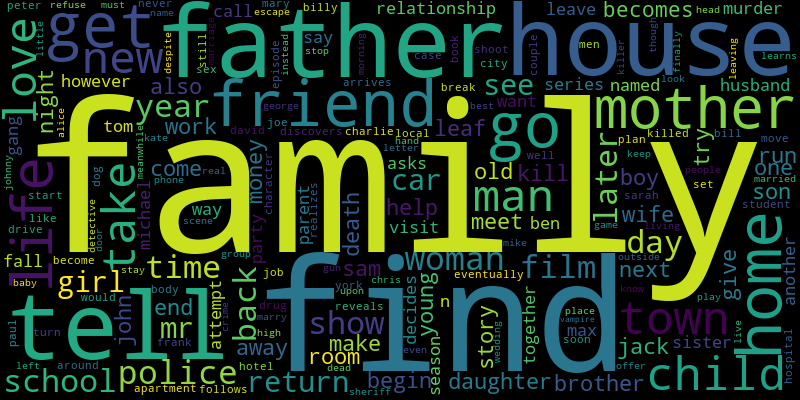 refuse
must
peter
escape
mary
billy
say
stop
call
name
never
relationship
leave
becomes
head
murder
little
get
father
house
new
love
night
despite
still
sex
marriage
morning
episode
instead
shoot
city
couple
book
case
men
killer
though
finally
leaving
look
learns
however
also
arrives
see
series
named
husband
year
friend
george
joe
break
want
best
mother
gang
alice
tom
work
david
discovers
charlie
local
hand
leaf
go
plan
killed
bill
move
kate
meanwhile
johnny
phone
real
come
money
letter
well
asks
old
kill
keep
try
run
one
married
people
family
life
take
michael
dog
start
like
drive
detective
door
way
scene
character
parent
realizes
party
death
car
help
visit
man
meet
ben
boy
later
wife
sarah
set
son
student
game
living
outside
day
mike
woman
film
next
know
give
another
home
fall
become
baby
stay
girl
time
group
back
job
sam
gun
chris
eventually
york
upon
drug
body
would
attempt
crime
reveals
decides
young
n
place
vampire
play
town
live
hospital
tell
find
john
end
mr
marry
high
show
make
story
wedding
together
soon
max
jack
sister
paul
turn
frank
away
room
even
season
offer
left
around
police
hotel
dead
school
apartment
follows
return
begin
sheriff
daughter
brother
child